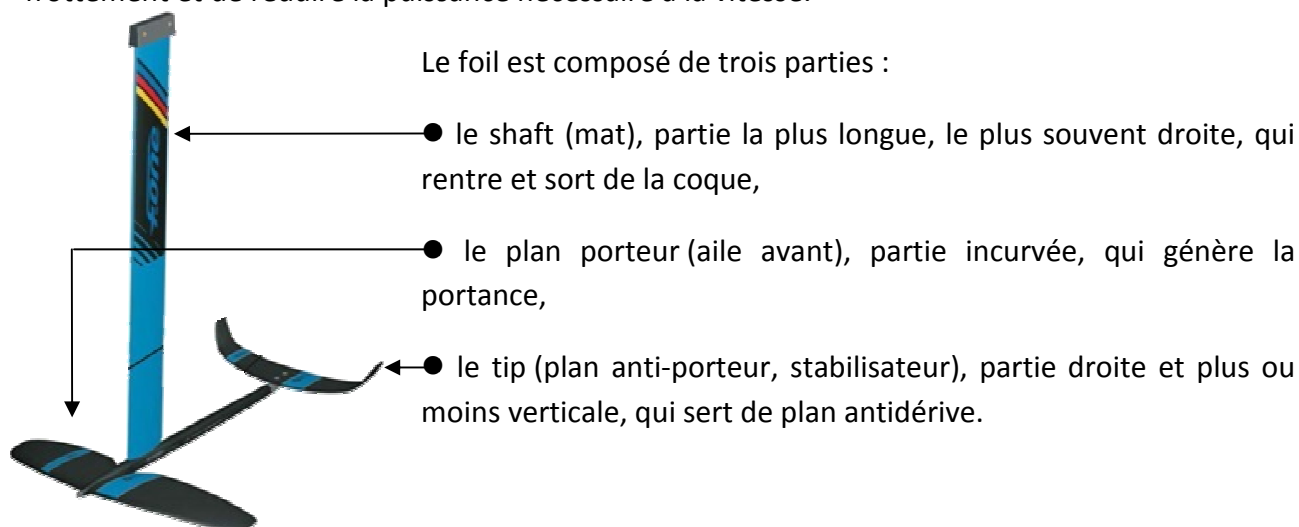 frottement et de réduire la puissance nécessaire à la vitesse.
Le foil est composé de trois parties :
● le shaft (mat), partie la plus longue, le plus souvent droite, qui
rentre et sort de la coque,
● le plan porteur (aile avant), partie incurvée, qui génère la
portance,
● le tip (plan anti-porteur, stabilisateur), partie droite et plus ou
moins verticale, qui sert de plan antidérive.